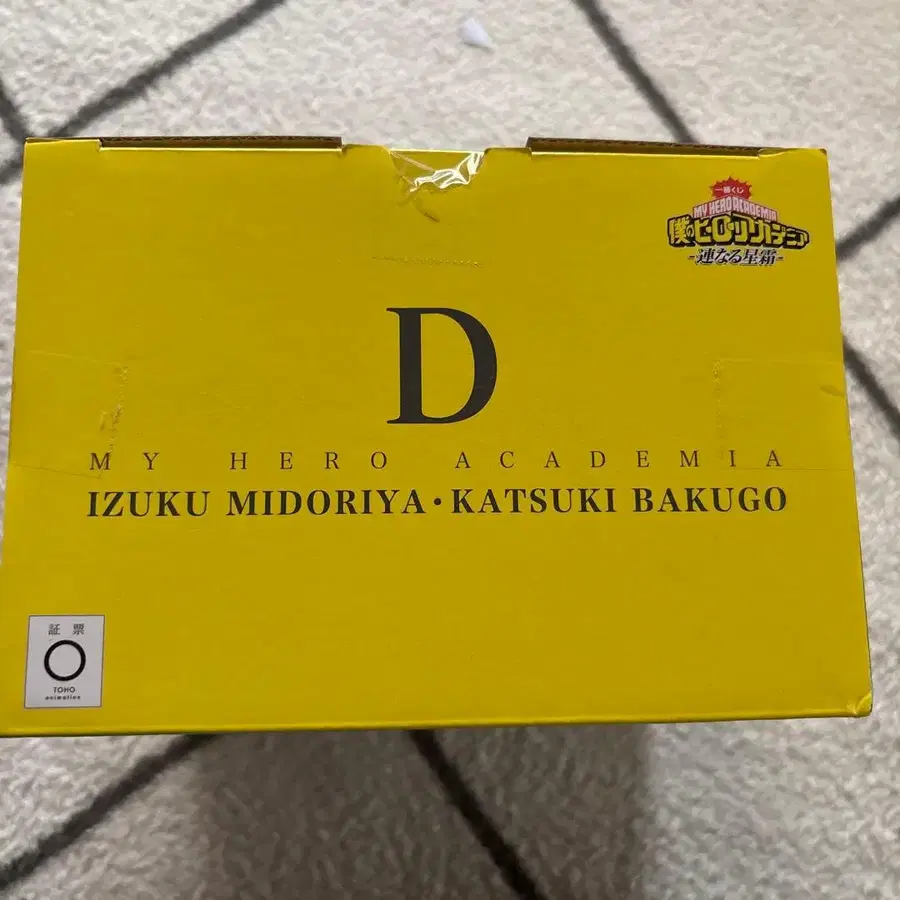 一番くじ
MY HERO ACADEMIA
僕のヒーローアカデミア
-連なる星霜-
D
MY HERO ACADEMIA
IZUKU MIDORIYA・KATSUKI BAKUGO
証 票
TOHO
animation